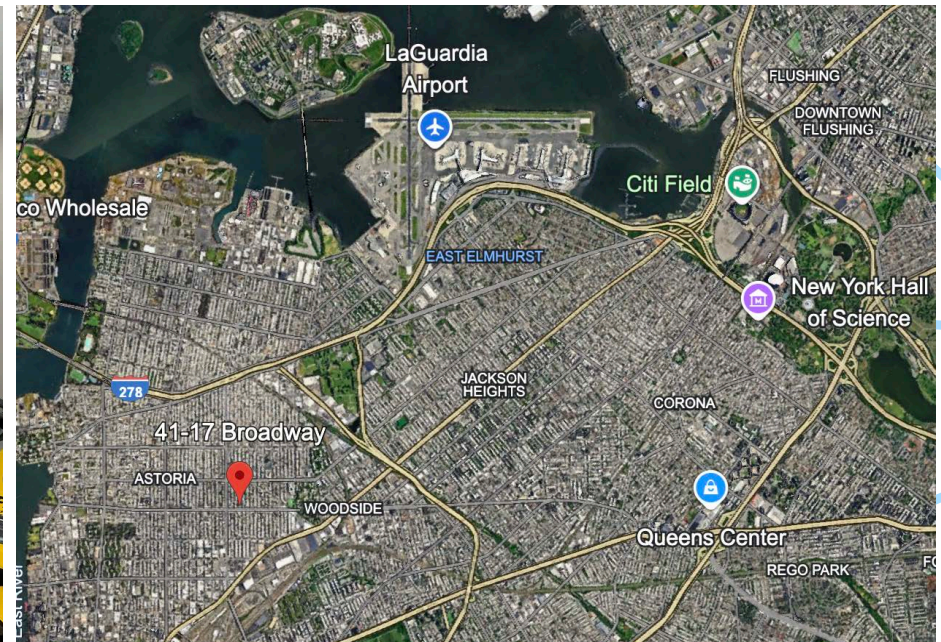 LaGuardia
Airport
FLUSHING
DOWNTOWN
FLUSHING
Citi Field
co Wholesale
EAST ELMHURST
New York Hall
of Science
278
JACKSON
HEIGHTS
CORONA
41-17 Broadway
ASTORIA
WOODSIDE
Queens Center
REGO PARK
FO
East River